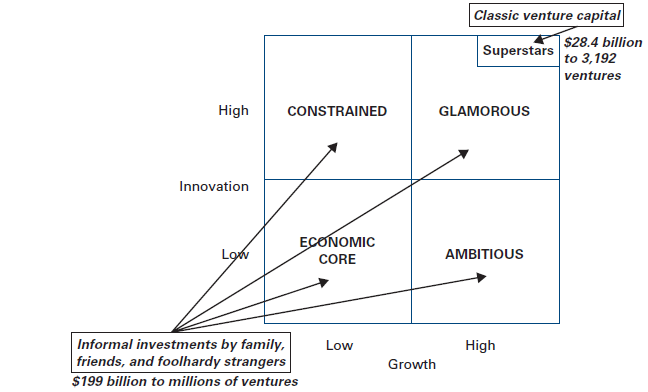 Classic venture capital
Superstars
$28.4 billion
to 3,192
ventures
High
CONSTRAINED
GLAMOROUS
Innovation
Low
ECONOMIC
CORE
AMBITIOUS
Informal investments by family,
friends, and foolhardy strangers
$199 billion to millions of ventures
Low
High
Growth